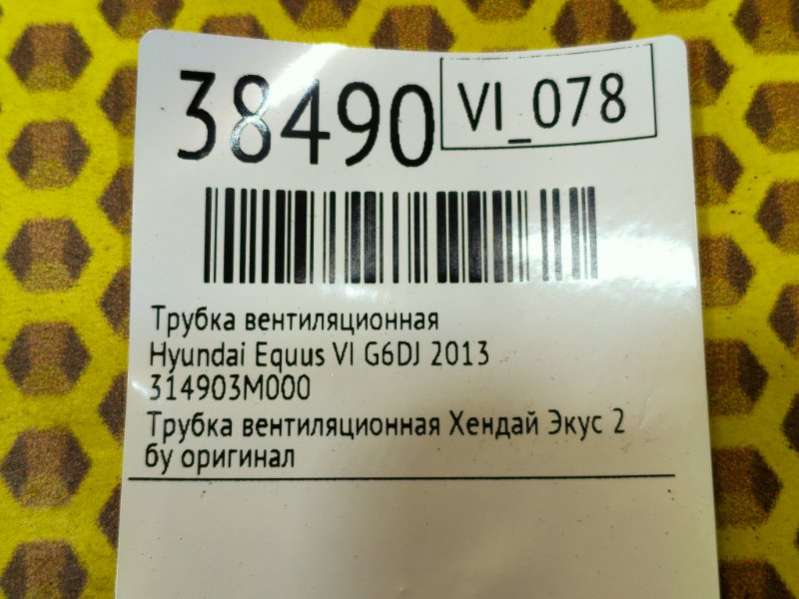 38490 VI_078
Трубка вентиляционная
Hyundai Equus VI G6DJ 2013
314903M000
Трубка вентиляционная Хендай Экус 2
бу оригинал